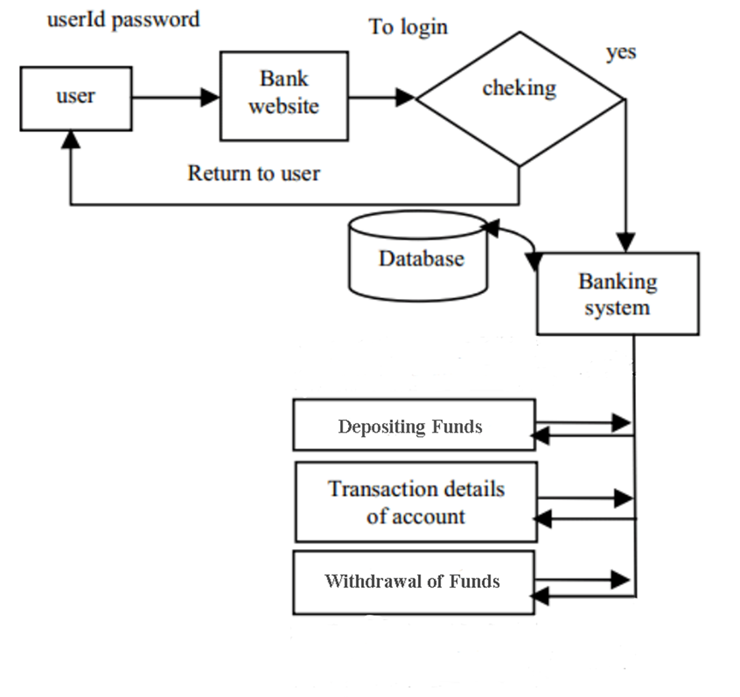 userId password
To login
yes
user
Bank
website
cheking
Return to user
Database
Banking
system
Depositing Funds
Transaction details
of account
Withdrawal of Funds